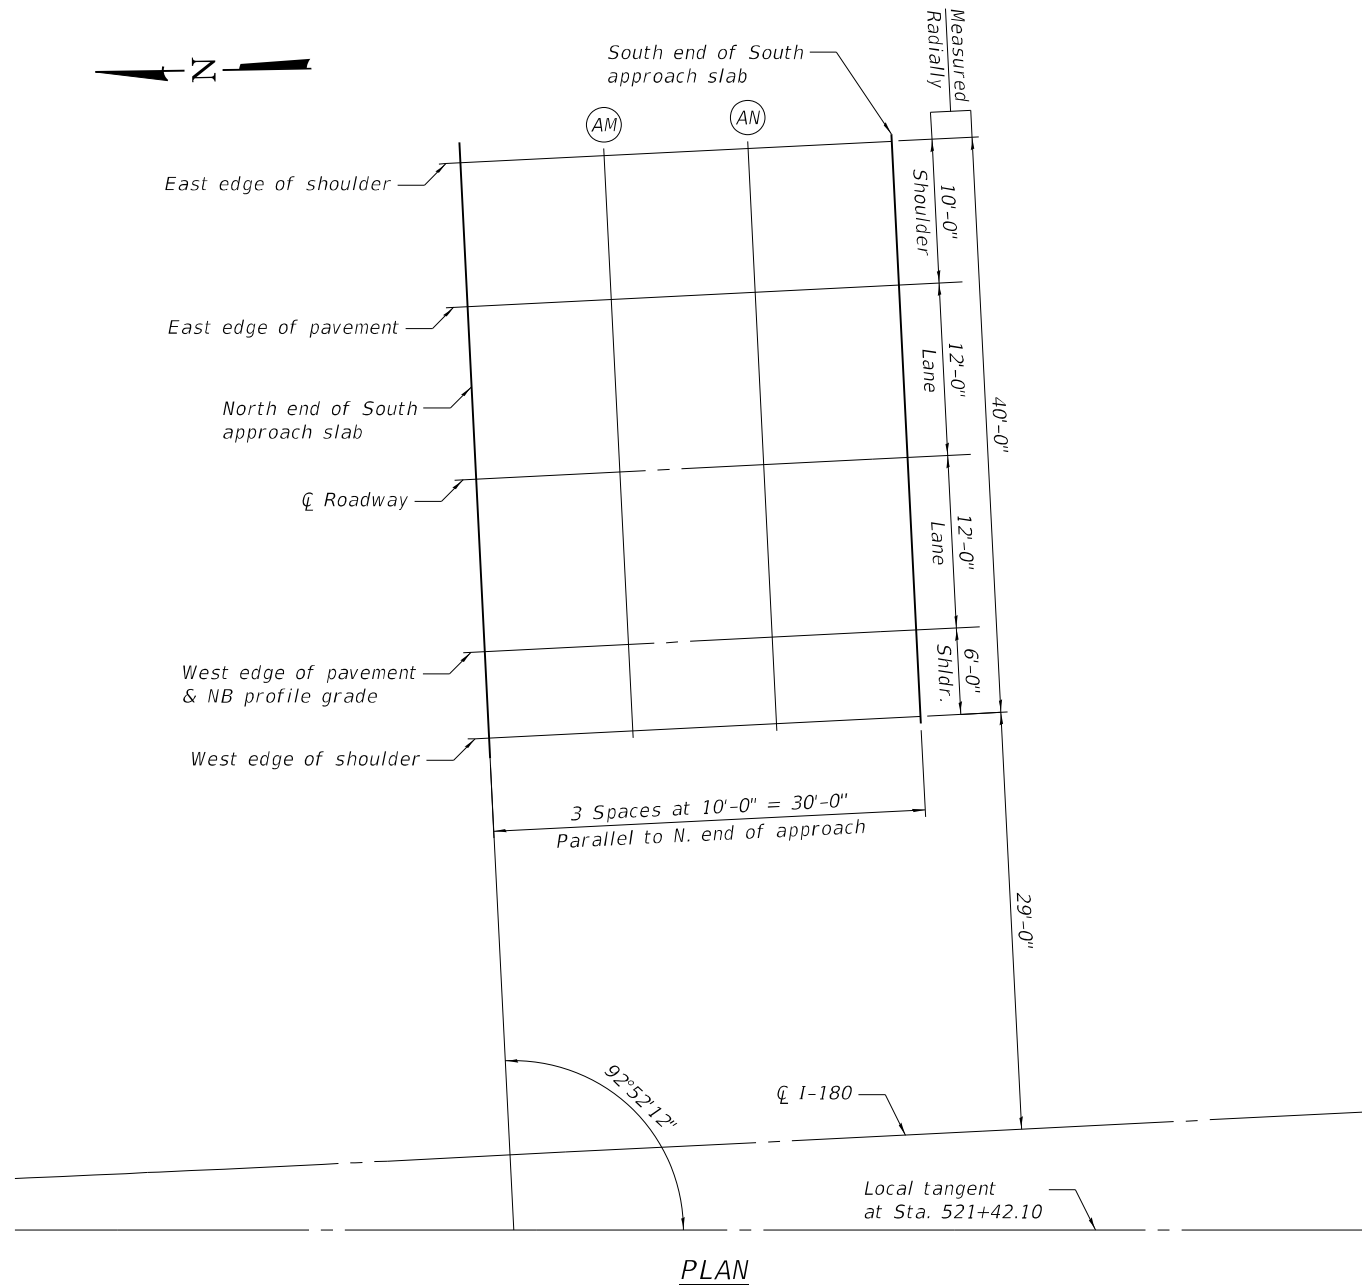 N
South end of South
approach slab
Measured
Radially
AM
AN
East edge of shoulder
10'-0"
Shoulder
East edge of pavement
12'-0"
Lane
40'-0"
North end of South
approach slab
℄ Roadway
12'-0"
Lane
West edge of pavement
& NB profile grade
6'-0"
Shldr.
West edge of shoulder
3 Spaces at 10'-0" = 30'-0"
Parallel to N. end of approach
29'-0"
92°52'12"
℄ I-180
Local tangent
at Sta. 521+42.10
PLAN